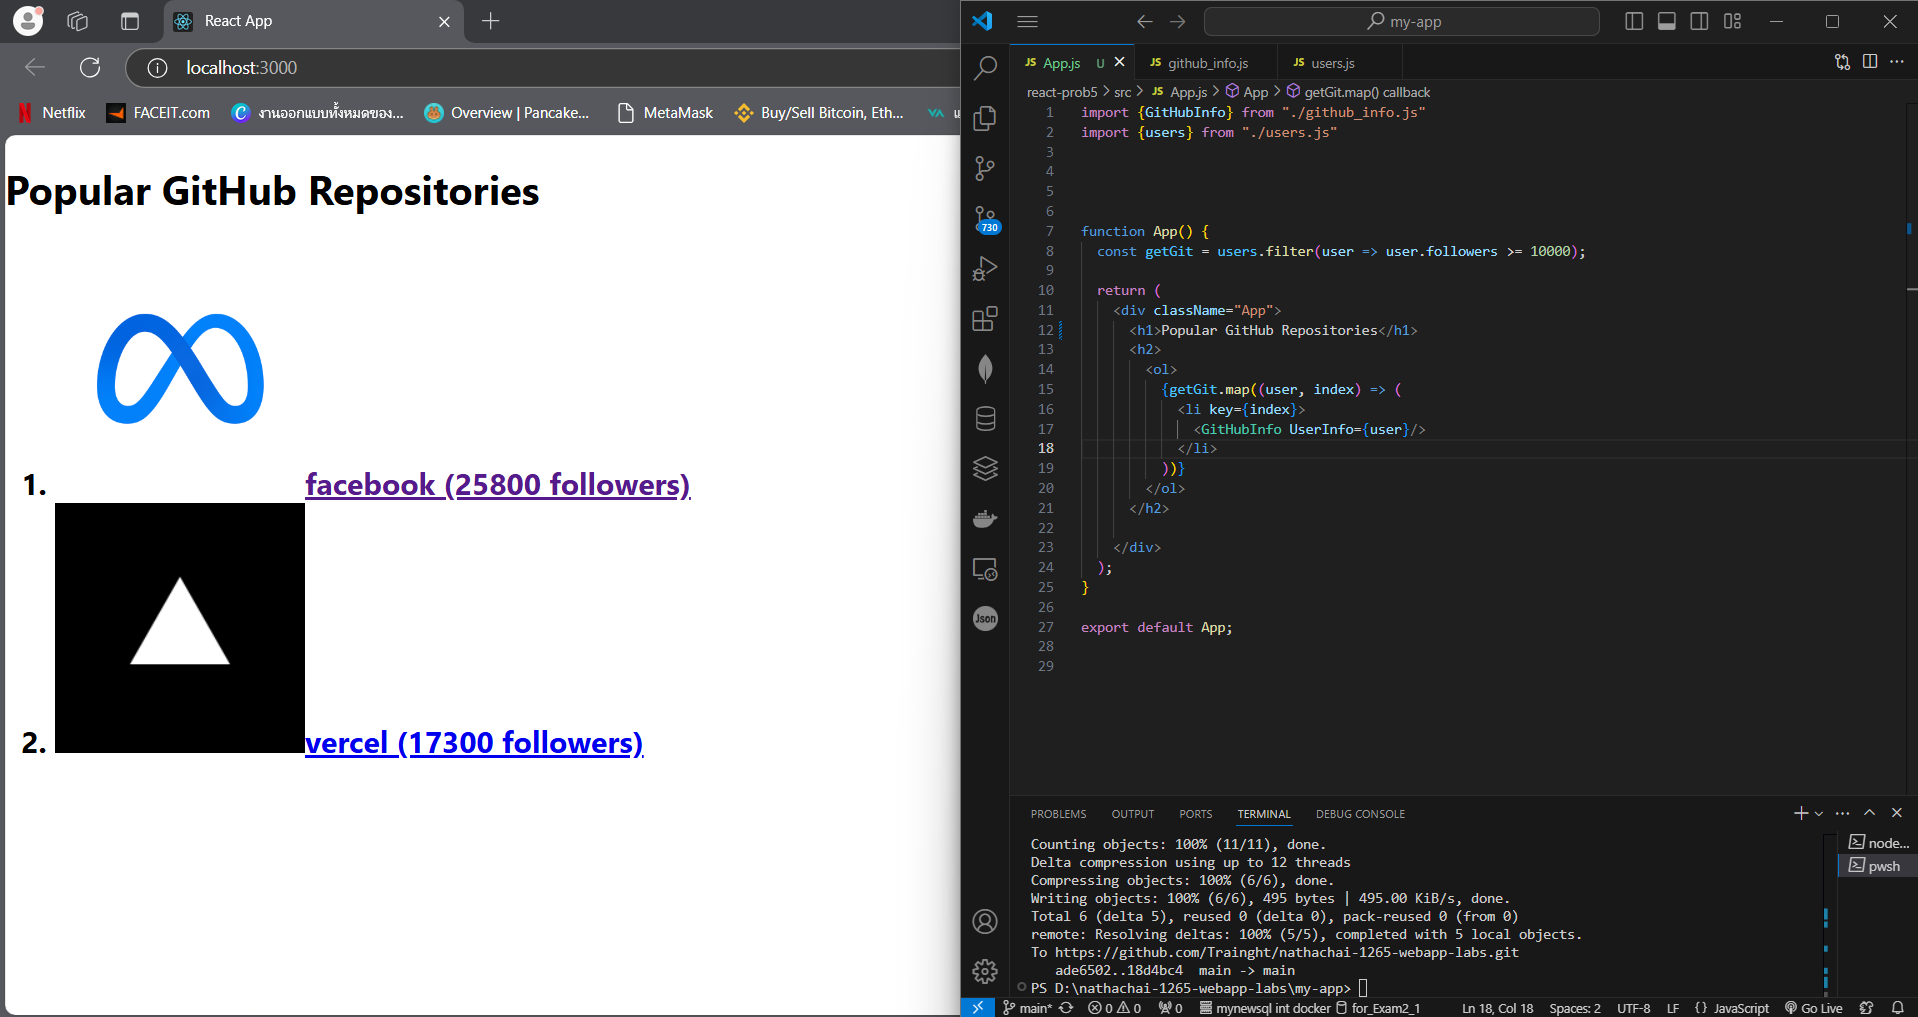 React App
localhost:3000
Netflix
FACEIT.com
งานออกแบบทั้งหมดของ...
Overview | Pancake...
MetaMask
Buy/Sell Bitcoin, Eth...
Popular GitHub Repositories
1. facebook (25800 followers)
2. vercel (17300 followers)
my-app
JS App.js U
JS github_info.js
JS users.js
react-prob5 > src > JS App.js > App > getGit.map() callback
1 import {GitHubInfo} from "./github_info.js"
2 import {users} from "./users.js"
3
4
5
6
7 function App() {
8 const getGit = users.filter(user => user.followers >= 10000);
9
10 return (
11 <div className="App">
12 <h1>Popular GitHub Repositories</h1>
13 <h2>
14 <ol>
15 {getGit.map((user, index) => (
16 <li key={index}>
17 <GitHubInfo UserInfo={user}/>
18 </li>
19 ))}
20 </ol>
21 </h2>
22
23 </div>
24 );
25 }
26
27 export default App;
28
29
730
Json
PROBLEMS OUTPUT PORTS TERMINAL DEBUG CONSOLE
Counting objects: 100% (11/11), done.
Delta compression using up to 12 threads
Compressing objects: 100% (6/6), done.
Writing objects: 100% (6/6), 495 bytes | 495.00 KiB/s, done.
Total 6 (delta 5), reused 0 (delta 0), pack-reused 0 (from 0)
remote: Resolving deltas: 100% (5/5), completed with 5 local objects.
To https://github.com/Trainght/nathachai-1265-webapp-labs.git
ade6502..18d4bc4 main -> main
PS D:\nathachai-1265-webapp-labs\my-app>
node...
pwsh
main* 0 0 0 mynewsql int docker for_Exam2_1 Ln 18, Col 18 Spaces: 2 UTF-8 LF {} JavaScript Go Live